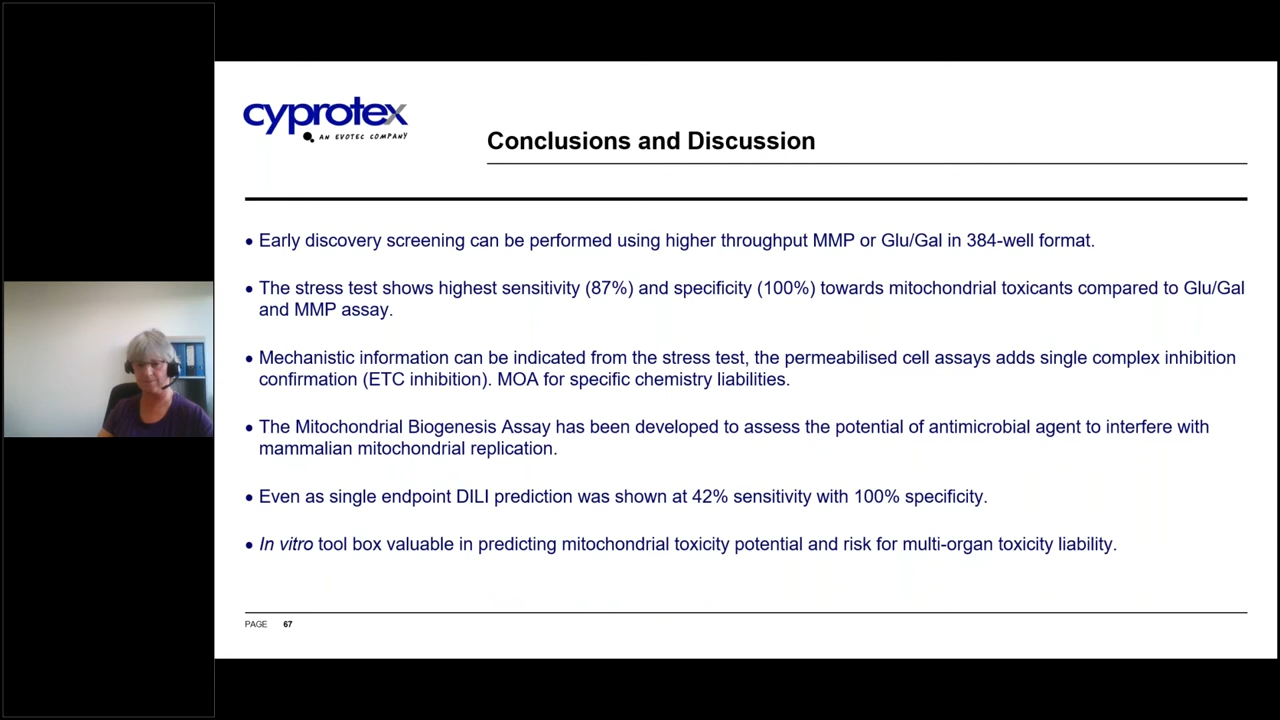 cyprotex
AN EVOTEC COMPANY
Conclusions and Discussion
• Early discovery screening can be performed using higher throughput MMP or Glu/Gal in 384-well format.
• The stress test shows highest sensitivity (87%) and specificity (100%) towards mitochondrial toxicants compared to Glu/Gal
and MMP assay.
• Mechanistic information can be indicated from the stress test, the permeabilised cell assays adds single complex inhibition
confirmation (ETC inhibition). MOA for specific chemistry liabilities.
• The Mitochondrial Biogenesis Assay has been developed to assess the potential of antimicrobial agent to interfere with
mammalian mitochondrial replication.
• Even as single endpoint DILI prediction was shown at 42% sensitivity with 100% specificity.
• In vitro tool box valuable in predicting mitochondrial toxicity potential and risk for multi-organ toxicity liability.
PAGE 67